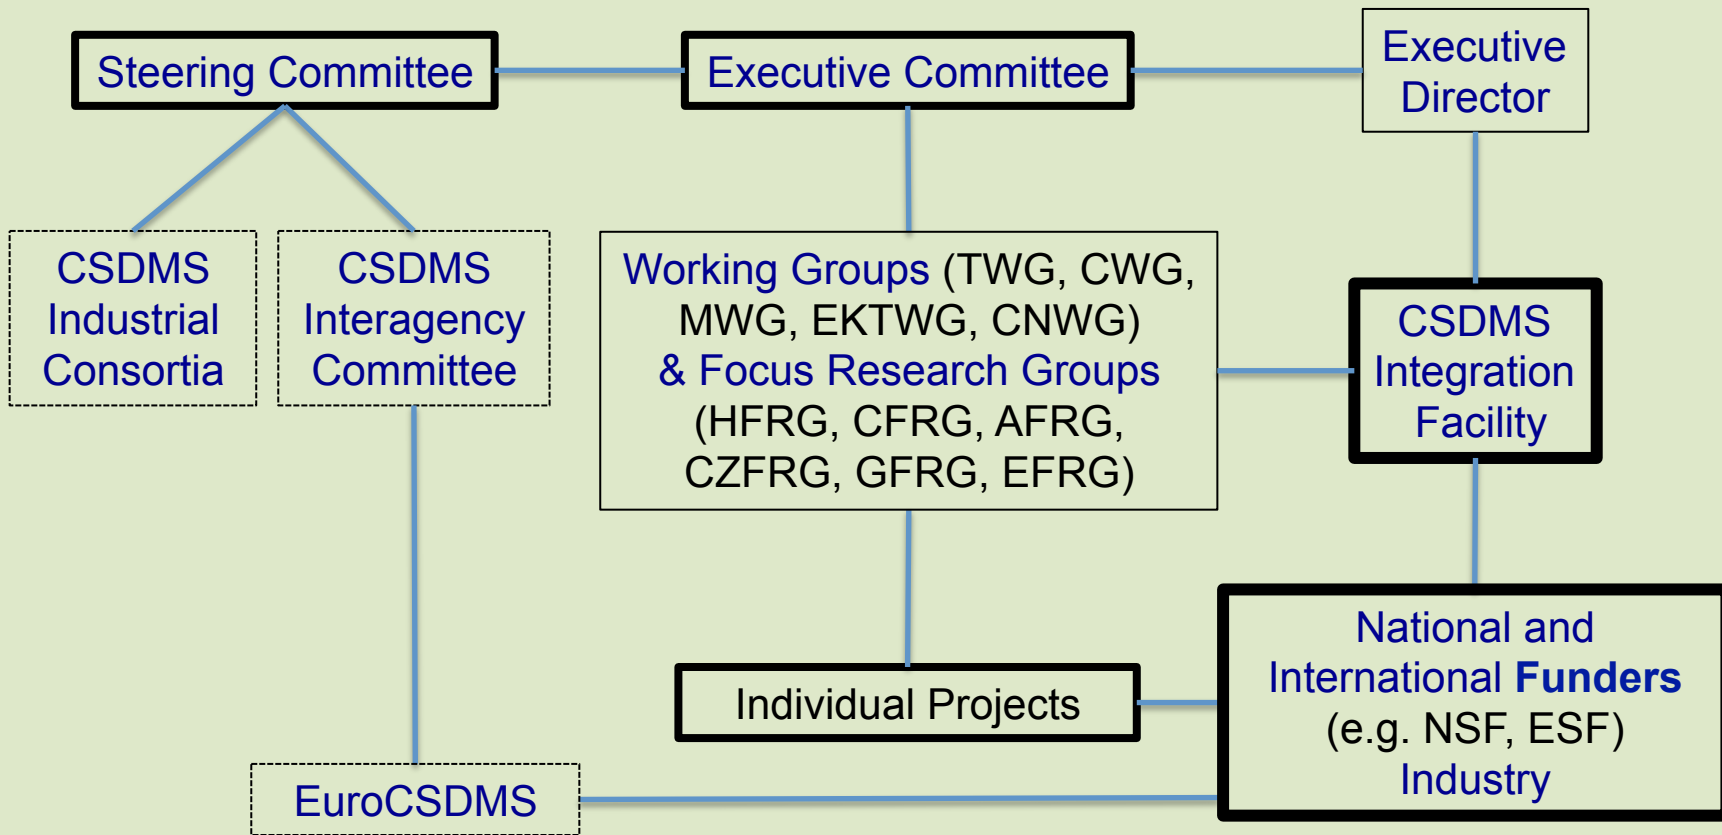 Steering Committee
Executive Committee
Executive
Director
CSDMS
Industrial
Consortia
CSDMS
Interagency
Committee
Working Groups (TWG, CWG,
MWG, EKTWG, CNWG)
& Focus Research Groups
(HFRG, CFRG, AFRG,
CZFRG, GFRG, EFRG)
CSDMS
Integration
Facility
Individual Projects
National and
International Funders
(e.g. NSF, ESF)
Industry
EuroCSDMS